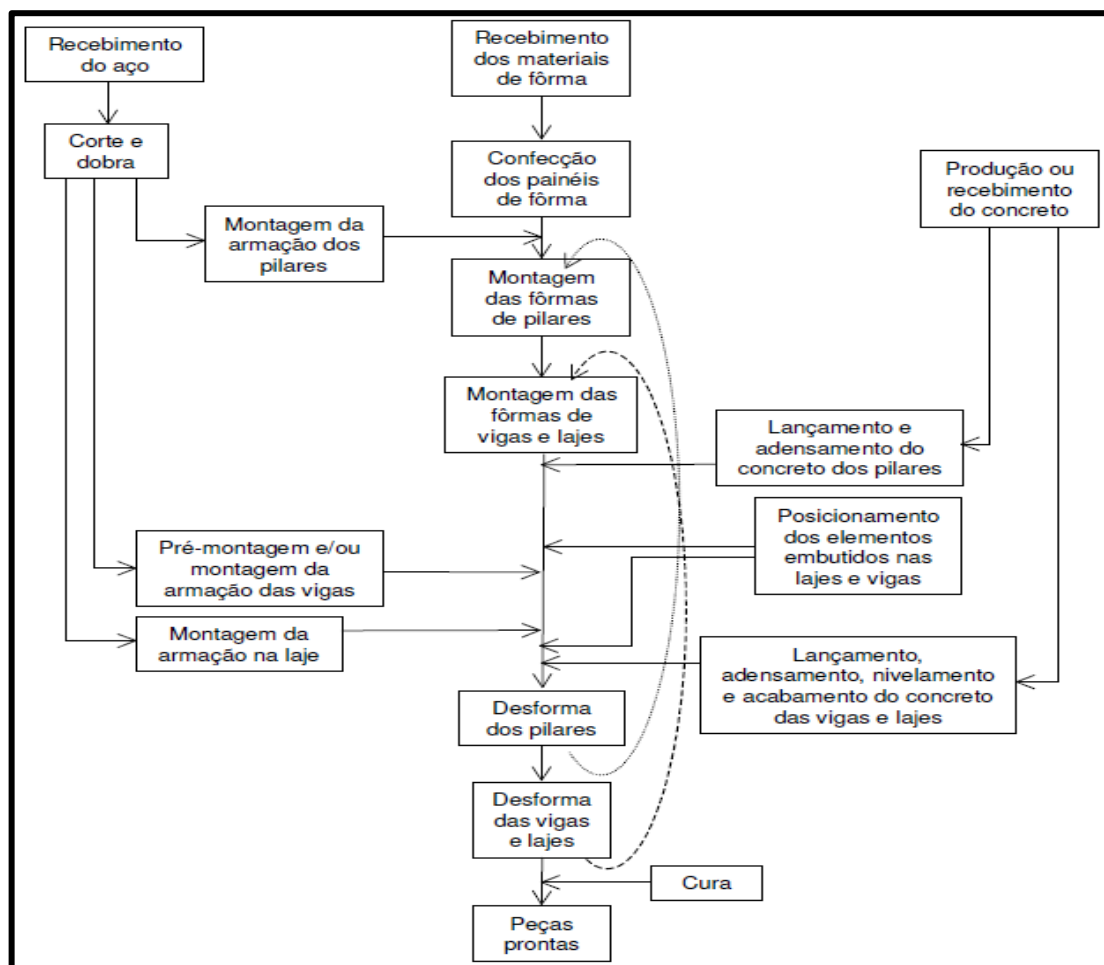 Recebimento
do aço
Recebimento
dos materiais
de fôrma
Corte e
dobra
Confecção
dos painéis
de fôrma
Produção ou
recebimento
do concreto
Montagem da
armação dos
pilares
Montagem
das fôrmas
de pilares
Montagem das
fôrmas de
vigas e lajes
Lançamento e
adensamento do
concreto dos pilares
Posicionamento
dos elementos
embutidos nas
lajes e vigas
Pré-montagem e/ou
montagem da
armação das vigas
Montagem da
armação na laje
Lançamento,
adensamento, nivelamento
e acabamento do concreto
das vigas e lajes
Desforma
dos pilares
Desforma
das vigas
e lajes
Cura
Peças
prontas